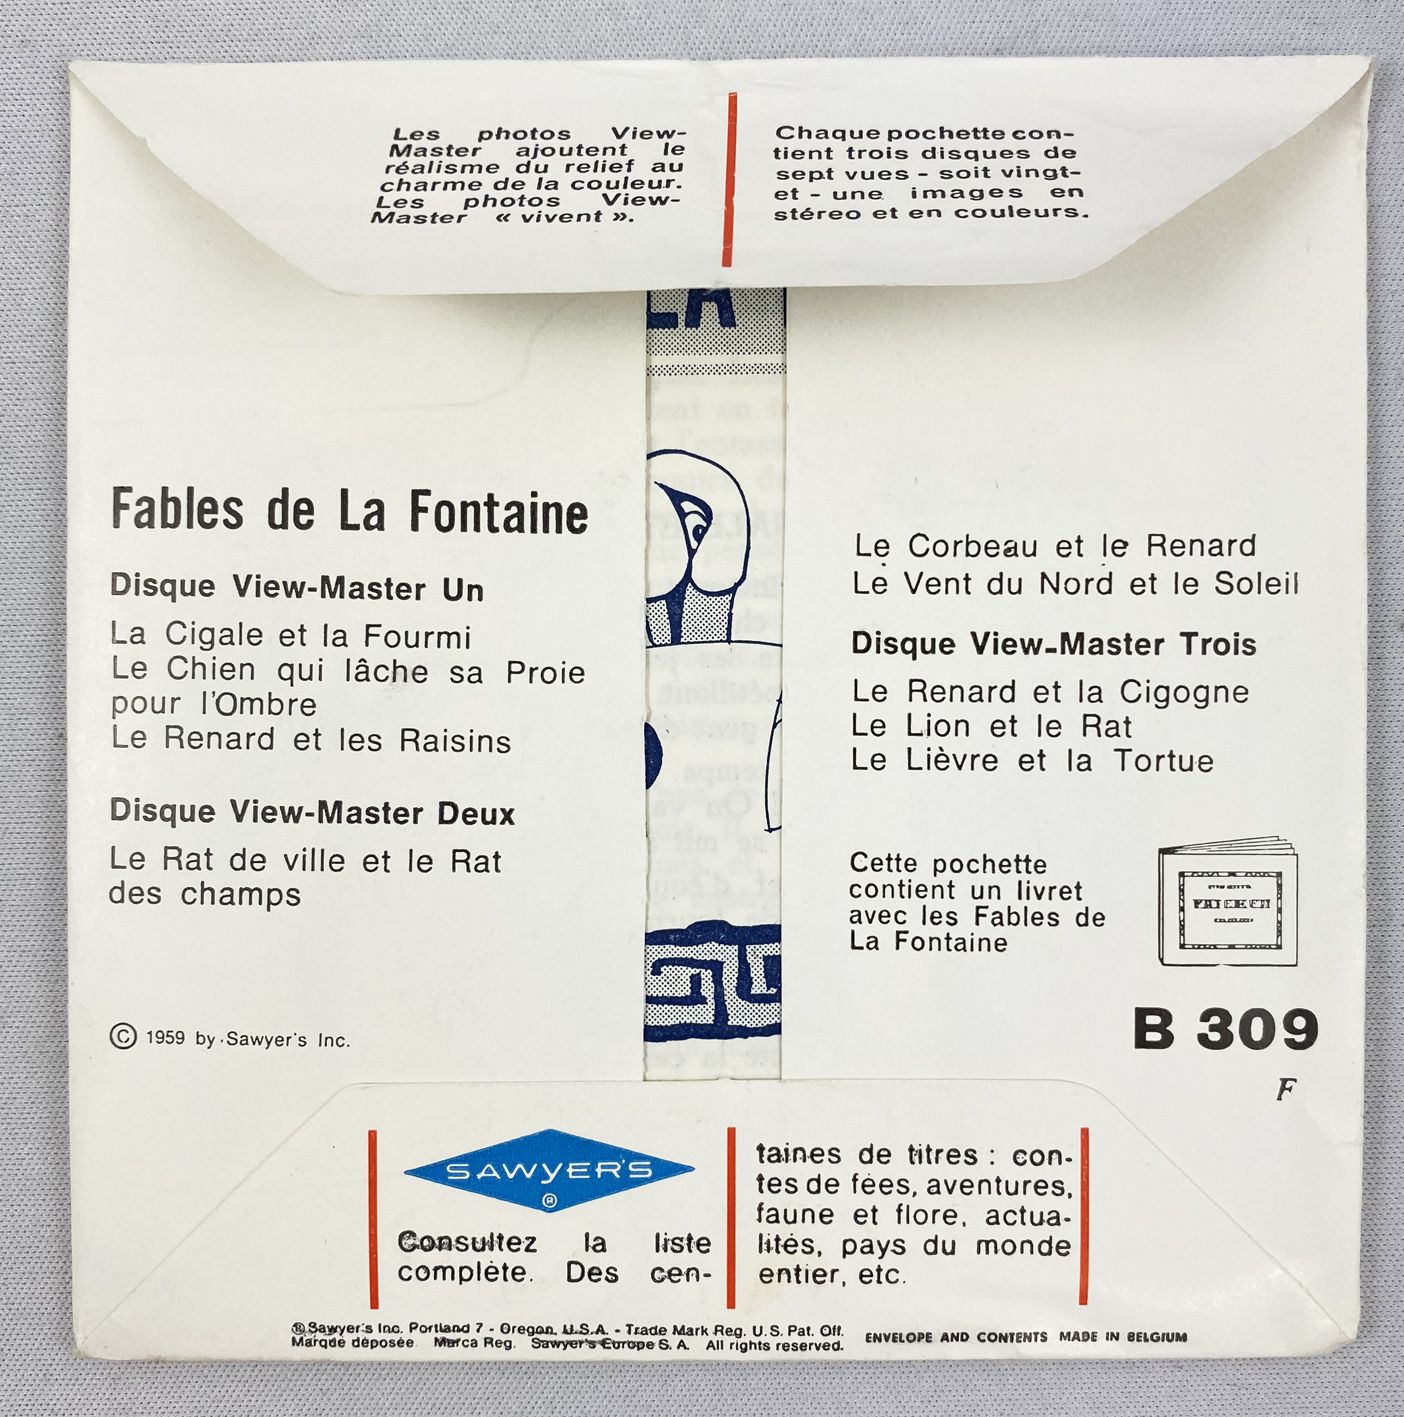 Les photos View-
Master ajoutent le
réalisme du relief au
charme de la couleur.
Les photos View-
Master « vivent ».
Chaque pochette con-
tient trois disques de
sept vues - soit vingt-
et - une images en
stéreo et en couleurs.
LA
Fables de La Fontaine
Disque View-Master Un
La Cigale et la Fourmi
Le Chien qui lâche sa Proie
pour l'Ombre
Le Renard et les Raisins
Disque View-Master Deux
Le Rat de ville et le Rat
des champs
© 1959 by Sawyer's Inc.
Le Corbeau et le Renard
Le Vent du Nord et le Soleil
Disque View-Master Trois
Le Renard et la Cigogne
Le Lion et le Rat
Le Lièvre et la Tortue
Cette pochette
contient un livret
avec les Fables de
La Fontaine
B 309
F
SAWYER'S
®
Consultez la liste
complète. Des cen-
taines de titres : con-
tes de fées, aventures,
faune et flore, actua-
lités, pays du monde
entier, etc.
® Sawyer's Inc. Portland 7 - Oregon, U.S.A. - Trade Mark Reg. U.S. Pat. Off.
Marque déposée Marca Reg. Sawyer's Europe S. A. All rights reserved.
ENVELOPE AND CONTENTS MADE IN BELGIUM